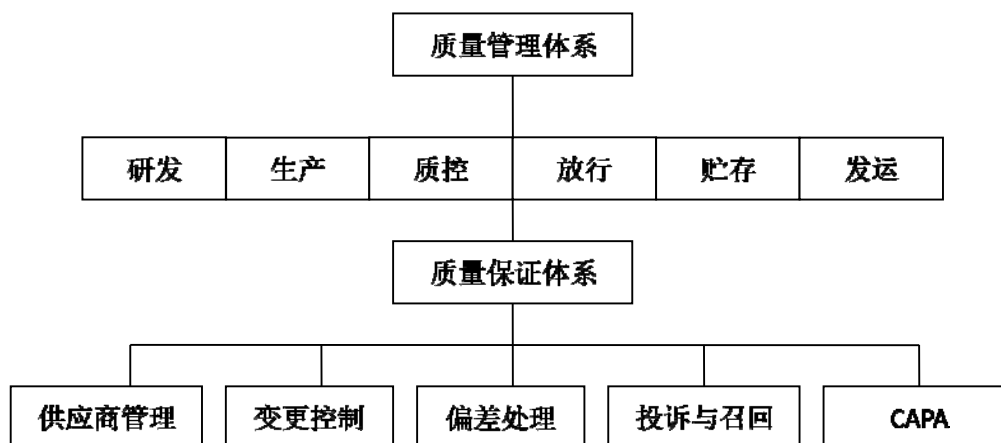 质量管理体系
研发
生产
质控
放行
贮存
发运
质量保证体系
供应商管理
变更控制
偏差处理
投诉与召回
CAPA